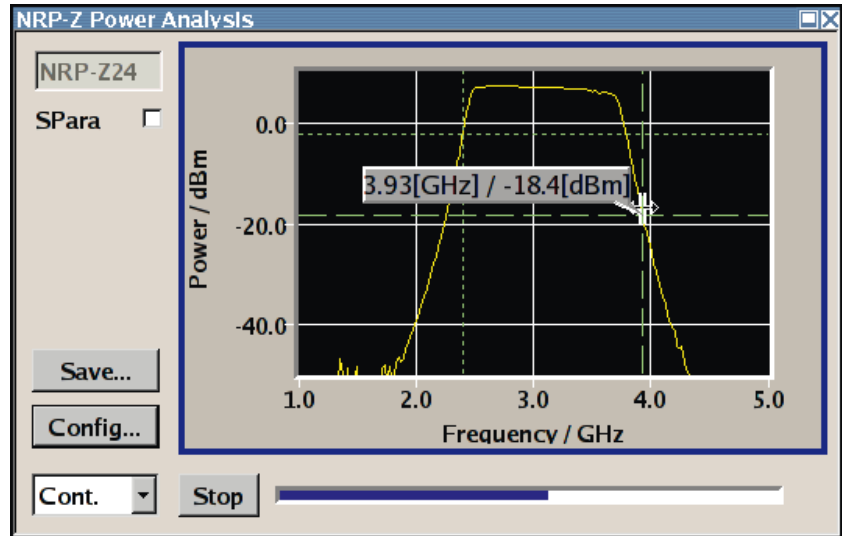 NRP-Z Power Analysis
NRP-Z24
SPara
Save...
Config...
Cont.
Stop
Power / dBm
0.0
-20.0
-40.0
3.93[GHz] / -18.4[dBm]
1.0 2.0 3.0 4.0 5.0
Frequency / GHz